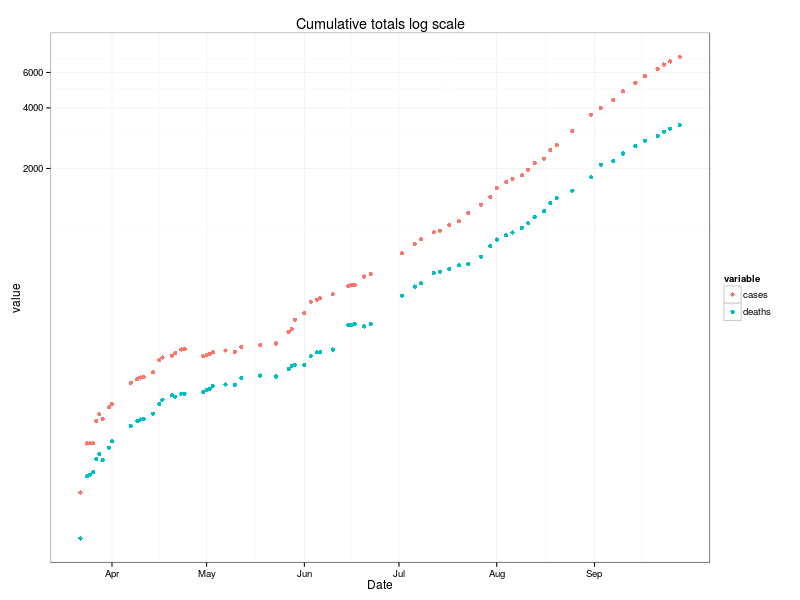 Cumulative totals log scale
6000
4000
2000
value
Apr
May
Jun
Jul
Aug
Sep
Date
variable
cases
deaths